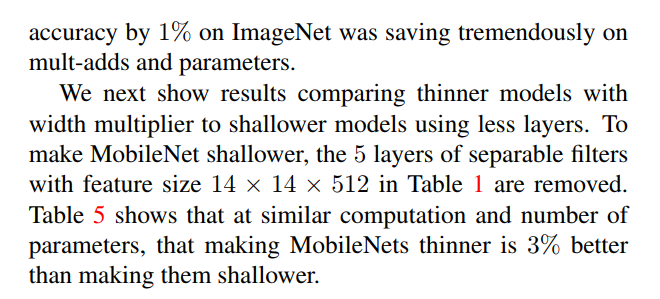 accuracy by 1% on ImageNet was saving tremendously on
mult-adds and parameters.
We next show results comparing thinner models with
width multiplier to shallower models using less layers. To
make MobileNet shallower, the 5 layers of separable filters
with feature size 14 × 14 × 512 in Table 1 are removed.
Table 5 shows that at similar computation and number of
parameters, that making MobileNets thinner is 3% better
than making them shallower.